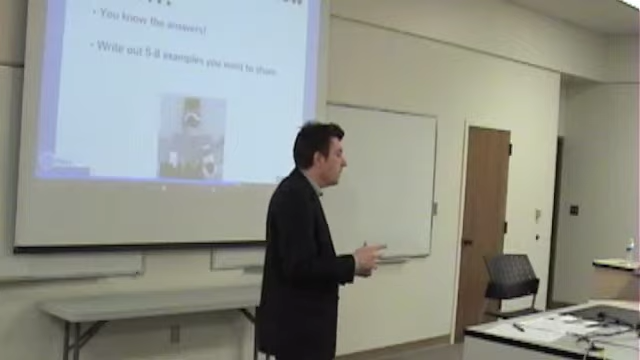 • You know the answers!
• Write out 5-8 examples you want to share